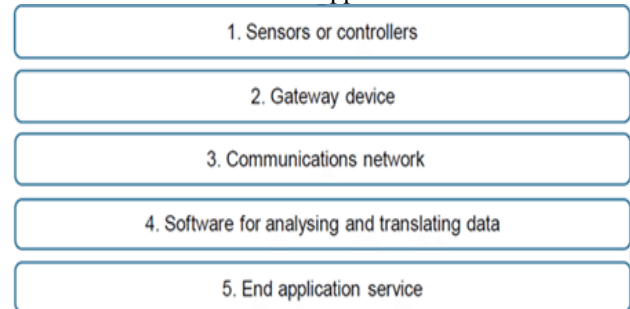 1. Sensors or controllers
2. Gateway device
3. Communications network
4. Software for analysing and translating data
5. End application service